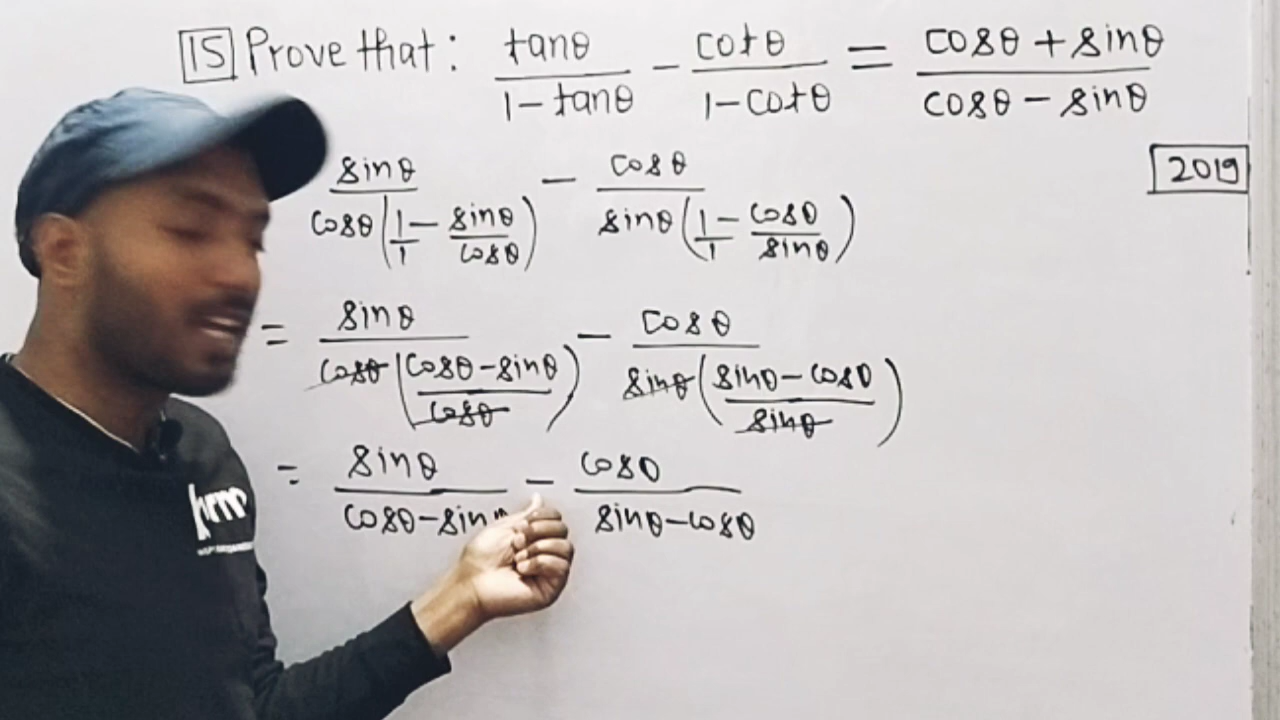 15 Prove that : tanθ/(1-tanθ) - cotθ/(1-cotθ) = (cosθ + sinθ)/(cosθ - sinθ)
2019
sinθ/(cosθ(1/1 - sinθ/cosθ)) - cosθ/(sinθ(1/1 - cosθ/sinθ))
= sinθ/(cosθ((cosθ-sinθ)/cosθ)) - cosθ/(sinθ((sinθ-cosθ)/sinθ))
= sinθ/(cosθ-sinθ) - cosθ/(sinθ-cosθ)